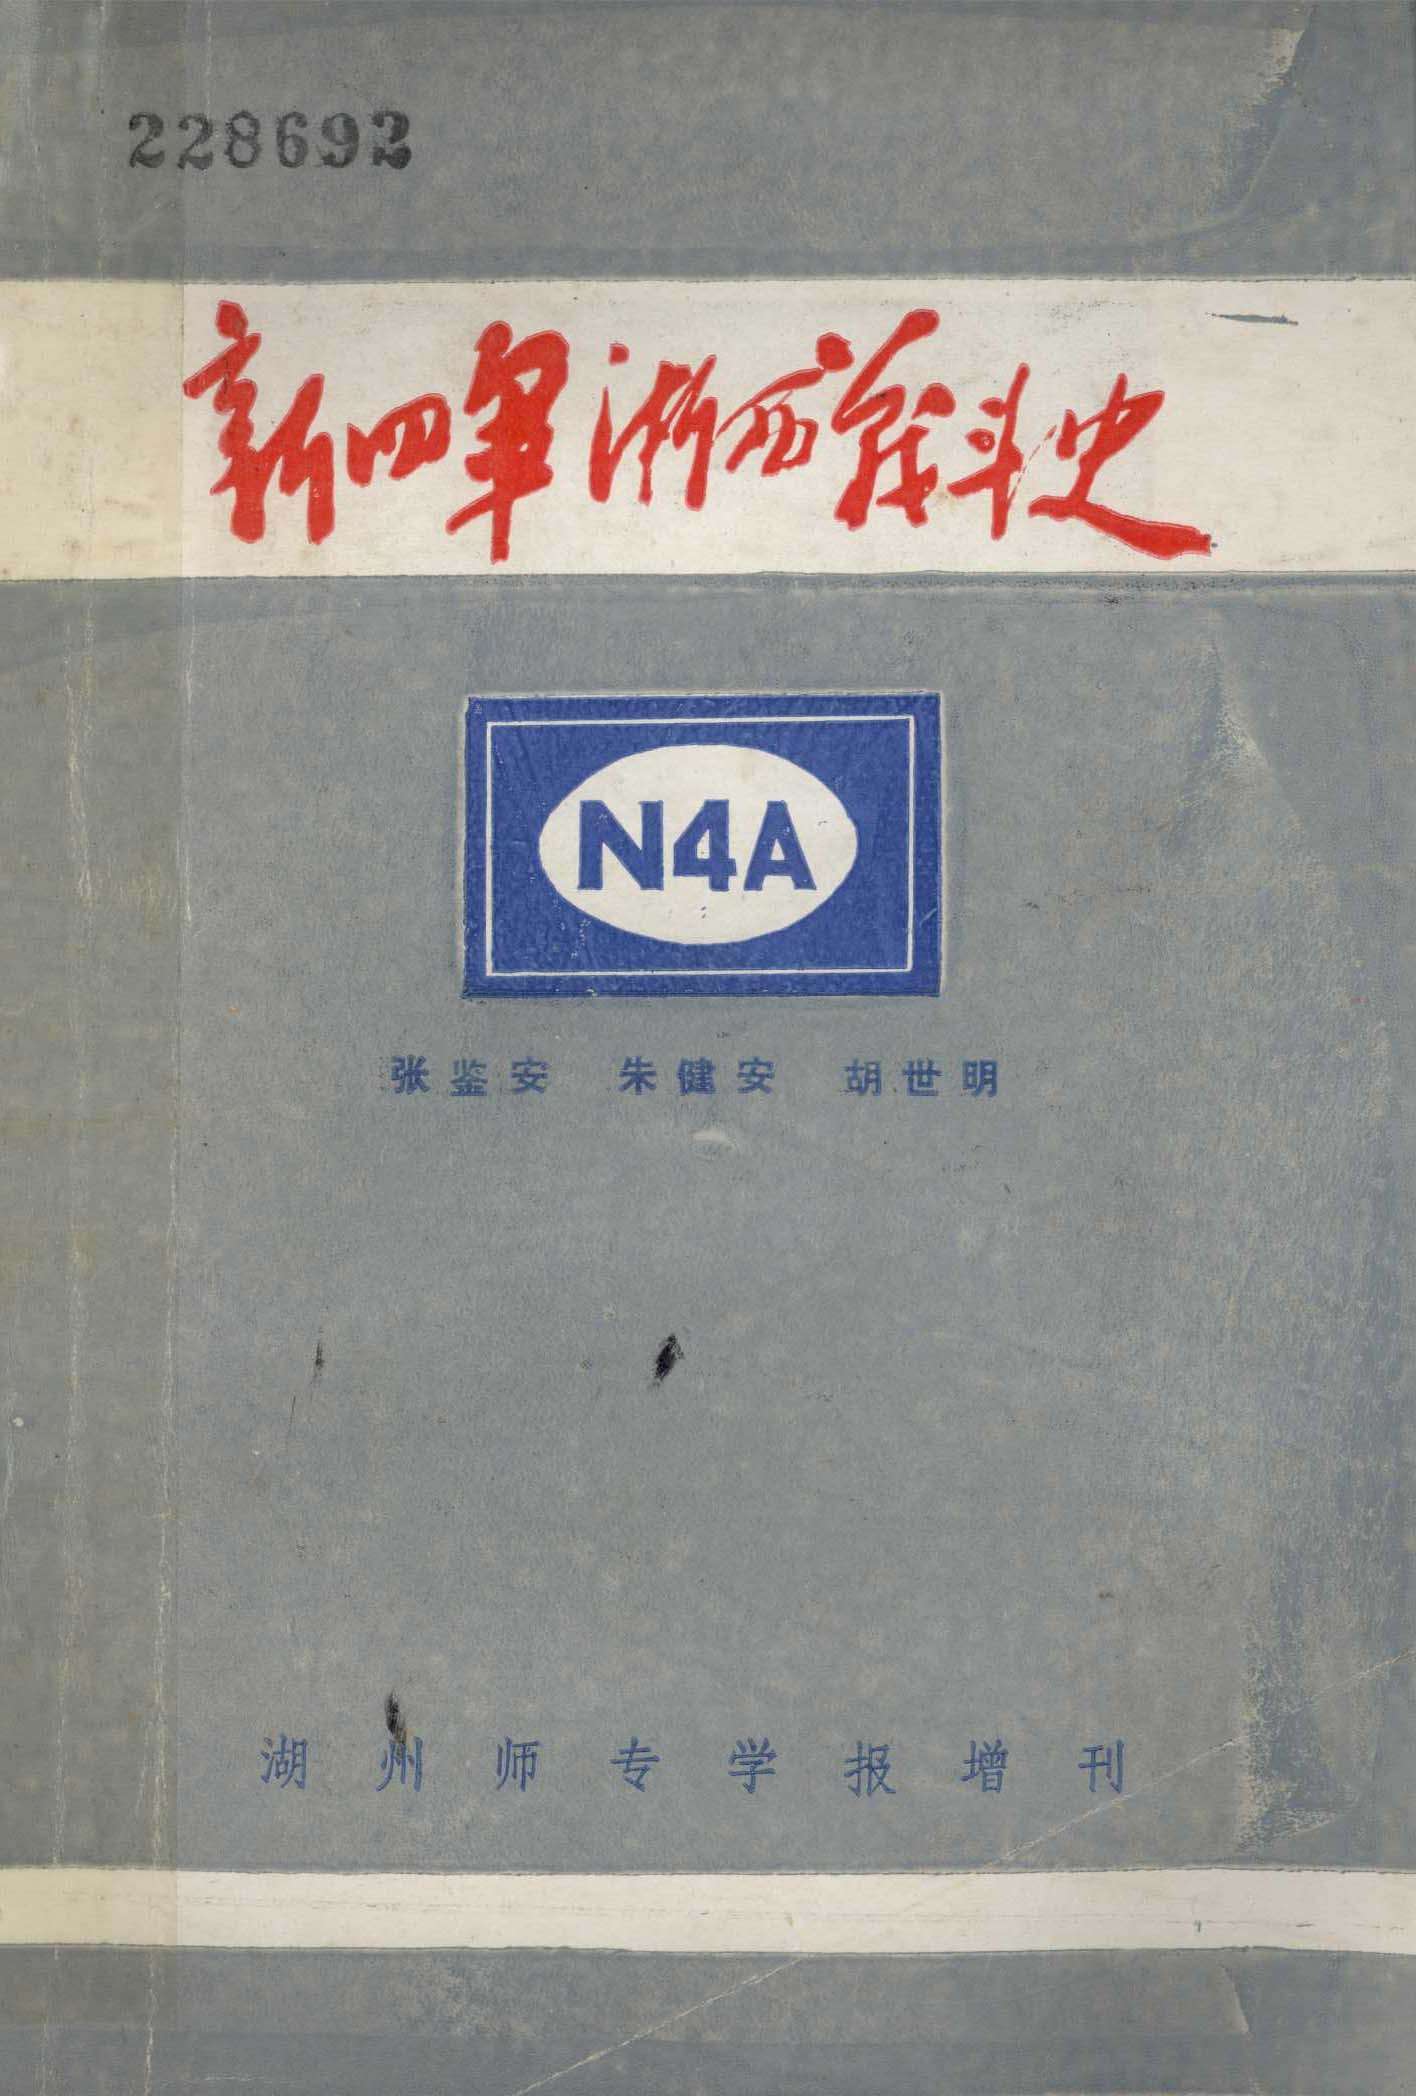 228692
新四军浙西战斗史
N4A
张鉴安 朱健安 胡世明
湖州师专学报增刊